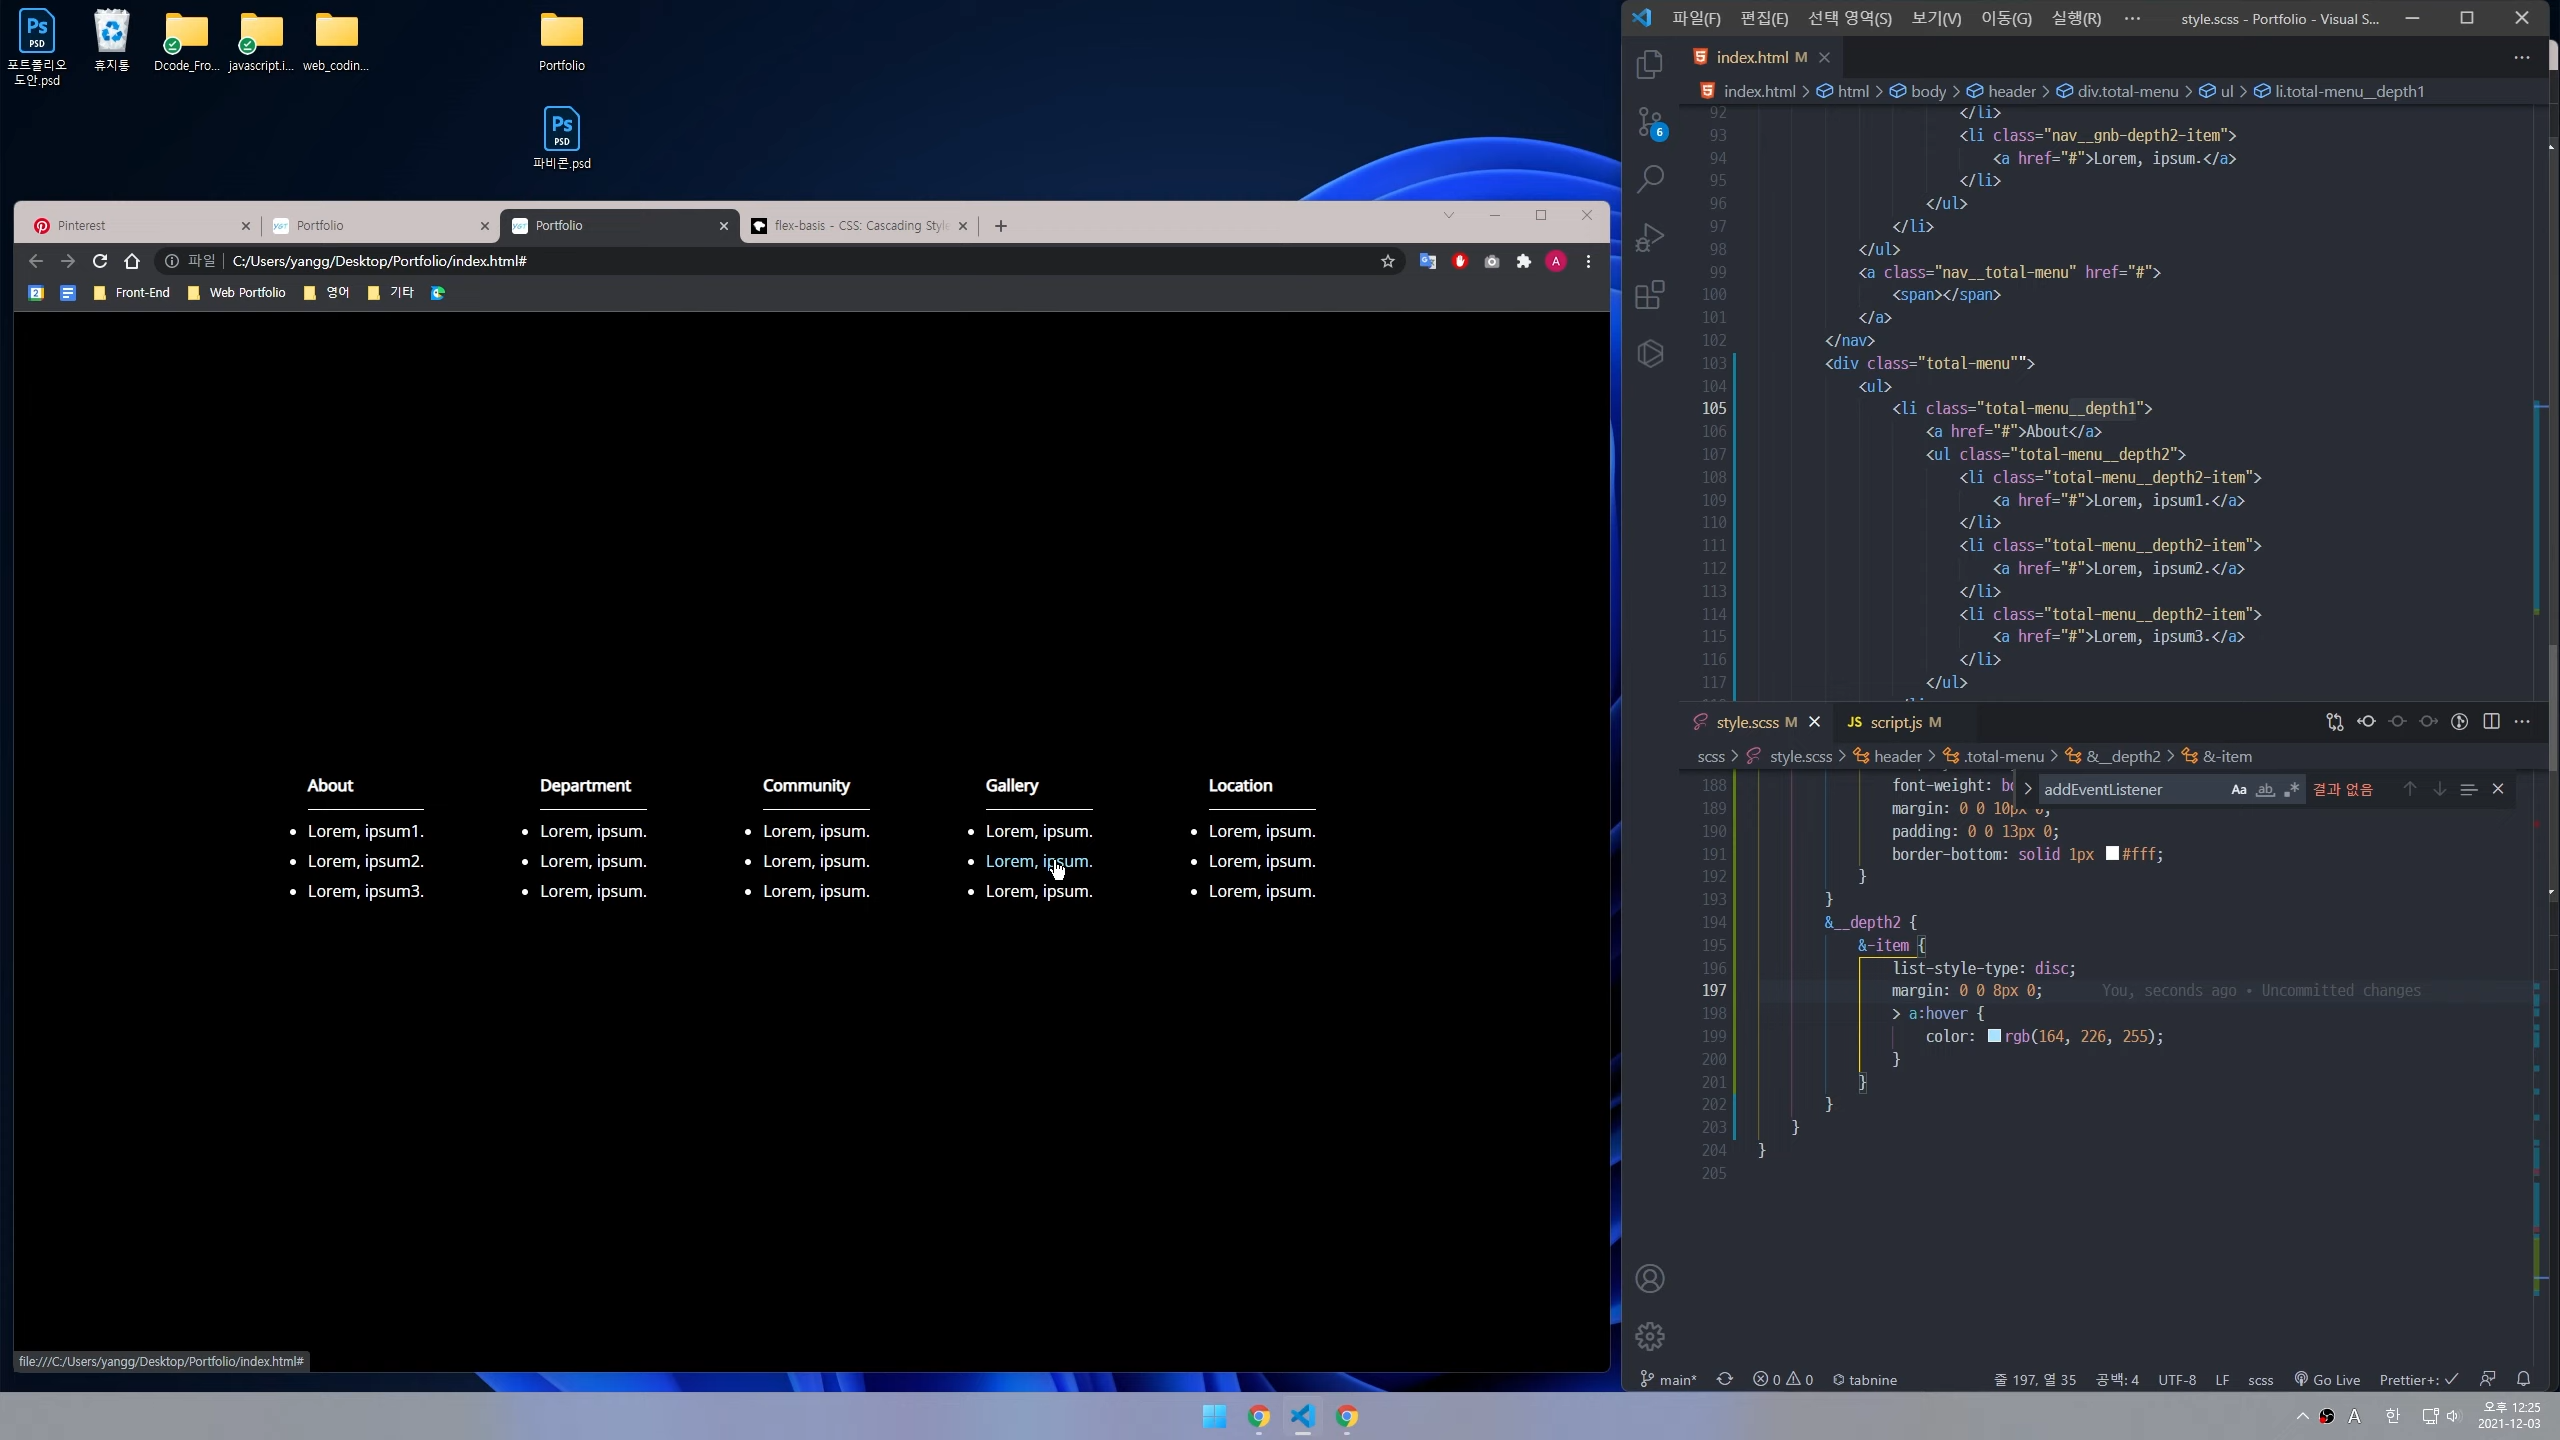 포트폴리오
도안.psd
휴지통
Dcode_Fro...
javascript.i...
web_codin...
Portfolio
파비콘.psd
Pinterest
Portfolio
Portfolio
flex-basis - CSS: Cascading Style
파일 C:/Users/yangg/Desktop/Portfolio/index.html#
Front-End
Web Portfolio
영어
기타
About
Department
Community
Gallery
Location
Lorem, ipsum1. Lorem, ipsum. Lorem, ipsum. Lorem, ipsum. Lorem, ipsum.
Lorem, ipsum2. Lorem, ipsum. Lorem, ipsum. Lorem, ipsum. Lorem, ipsum.
Lorem, ipsum3. Lorem, ipsum. Lorem, ipsum. Lorem, ipsum. Lorem, ipsum.
file:///C:/Users/yangg/Desktop/Portfolio/index.html#
파일(F) 편집(E) 선택 영역(S) 보기(V) 이동(G) 실행(R) ··· style.scss - Portfolio - Visual S...
index.html M
index.html > html > body > header > div.total-menu > ul > li.total-menu__depth1
92 </li>
93 <li class="nav__gnb-depth2-item">
94 <a href="#">Lorem, ipsum.</a>
95 </li>
96 </ul>
97 </li>
98 </ul>
99 <a class="nav__total-menu" href="#">
100 <span></span>
101 </a>
102 </nav>
103 <div class="total-menu"">
104 <ul>
105 <li class="total-menu__depth1">
106 <a href="#">About</a>
107 <ul class="total-menu__depth2">
108 <li class="total-menu__depth2-item">
109 <a href="#">Lorem, ipsum1.</a>
110 </li>
111 <li class="total-menu__depth2-item">
112 <a href="#">Lorem, ipsum2.</a>
113 </li>
114 <li class="total-menu__depth2-item">
115 <a href="#">Lorem, ipsum3.</a>
116 </li>
117 </ul>
style.scss M
JS script.js M
scss > style.scss > header > .total-menu > &__depth2 > &-item
addEventListener Aa ab 결과 없음
188 font-weight:
189 margin: 0 0 10px 0;
190 padding: 0 0 13px 0;
191 border-bottom: solid 1px #fff;
192 }
193 }
194 &__depth2 {
195 &-item {
196 list-style-type: disc;
197 margin: 0 0 8px 0; You, seconds ago • Uncommitted changes
198 > a:hover {
199 color: rgb(164, 226, 255);
200 }
201 }
202 }
203 }
204 }
205
main* 0 0 tabnine 줄 197, 열 35 공백: 4 UTF-8 LF scss Go Live Prettier+:
A 한 오후 12:25
2021-12-03